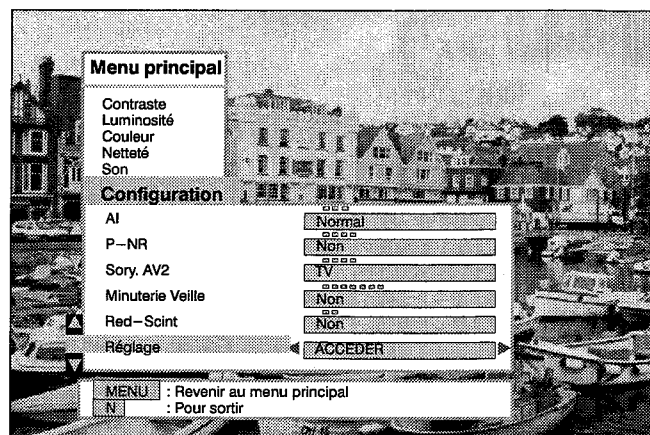 Menu principal
Contraste
Luminosité
Couleur
Netteté
Son
Configuration
AI Normal
P-NR Non
Sory. AV2 TV
Minuterie Veille Non
Red-Scint Non
Réglage ACCEDER
MENU : Revenir au menu principal
N : Pour sortir